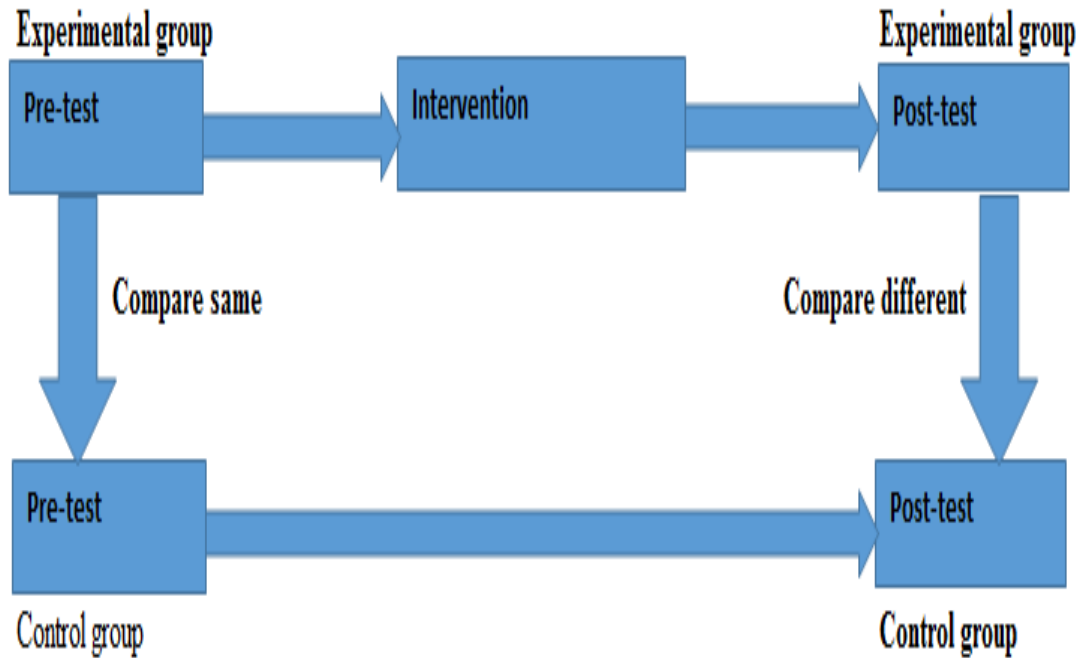 Experimental group
Experimental group
Pre-test
Intervention
Post-test
Compare same
Compare different
Pre-test
Post-test
Control group
Control group